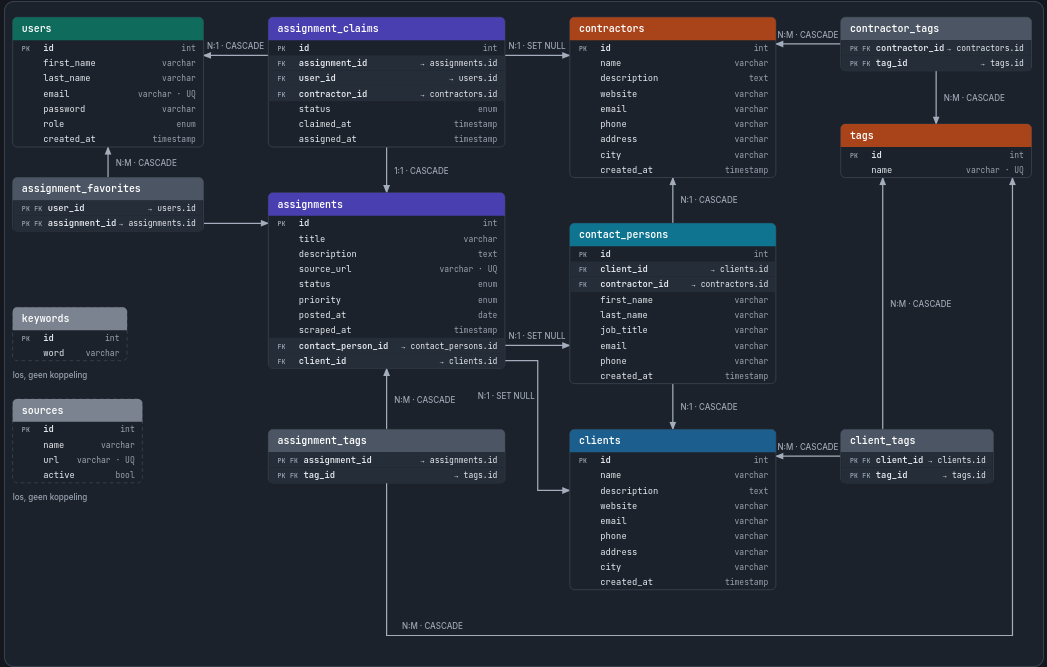 users
PK id int
first_name varchar
last_name varchar
email varchar · UQ
password varchar
role enum
created_at timestamp
N:1 · CASCADE
assignment_claims
PK id int
FK assignment_id → assignments.id
FK user_id → users.id
FK contractor_id → contractors.id
status enum
claimed_at timestamp
assigned_at timestamp
N:1 · SET NULL
contractors
PK id int
name varchar
description text
website varchar
email varchar
phone varchar
address varchar
city varchar
created_at timestamp
N:M · CASCADE
contractor_tags
PK FK contractor_id → contractors.id
PK FK tag_id → tags.id
N:M · CASCADE
tags
PK id int
name varchar · UQ
N:M · CASCADE
assignment_favorites
PK FK user_id → users.id
PK FK assignment_id → assignments.id
1:1 · CASCADE
assignments
PK id int
title varchar
description text
source_url varchar · UQ
status enum
priority enum
posted_at date
scraped_at timestamp
FK contact_person_id → contact_persons.id
FK client_id → clients.id
N:1 · CASCADE
contact_persons
PK id int
FK client_id → clients.id
FK contractor_id → contractors.id
first_name varchar
last_name varchar
job_title varchar
email varchar
phone varchar
created_at timestamp
N:1 · SET NULL
N:1 · SET NULL
N:M · CASCADE
keywords
PK id int
word varchar
los, geen koppeling
sources
PK id int
name varchar
url varchar · UQ
active bool
los, geen koppeling
N:M · CASCADE
assignment_tags
PK FK assignment_id → assignments.id
PK FK tag_id → tags.id
N:1 · CASCADE
clients
PK id int
name varchar
description text
website varchar
email varchar
phone varchar
address varchar
city varchar
created_at timestamp
N:M · CASCADE
client_tags
PK FK client_id → clients.id
PK FK tag_id → tags.id
N:M · CASCADE